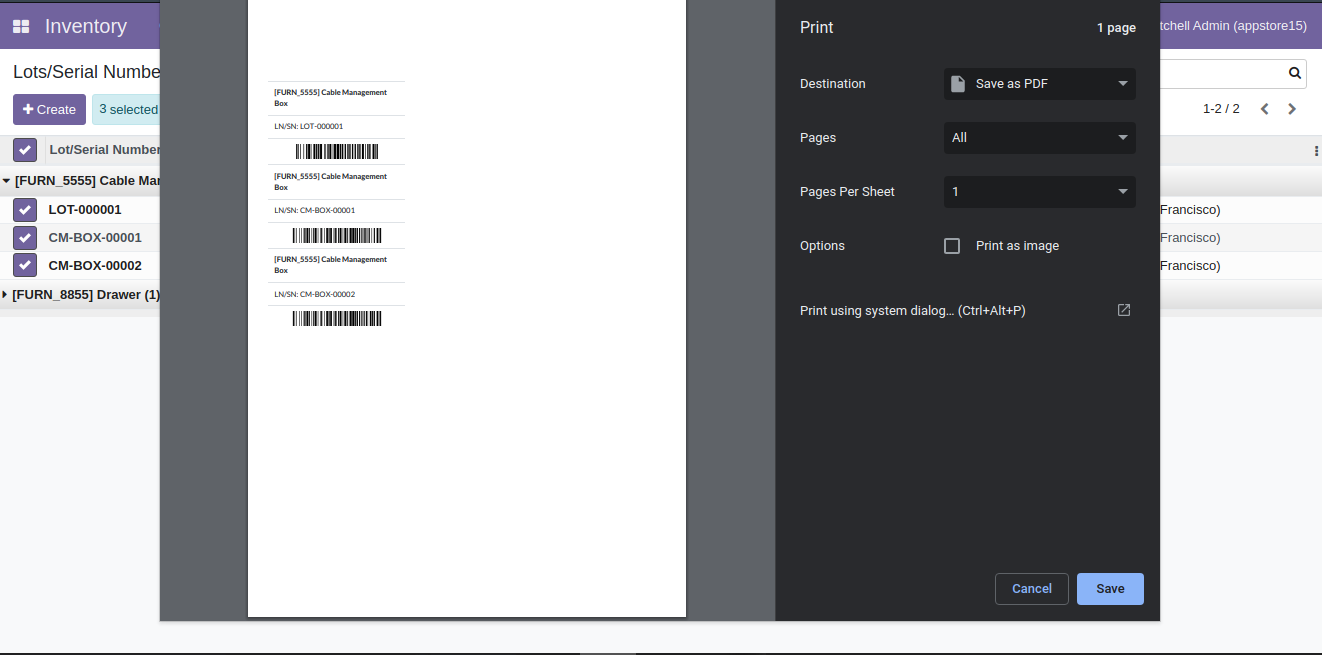 Inventory
tchell Admin (appstore15)
Lots/Serial Numbe
Create
3 selected
1-2 / 2
Lot/Serial Number
[FURN_5555] Cable Mar
LOT-000001
Francisco)
CM-BOX-00001
Francisco)
CM-BOX-00002
Francisco)
[FURN_8855] Drawer (1)
[FURN_5555] Cable Management
Box
LN/SN: LOT-000001
[FURN_5555] Cable Management
Box
LN/SN: CM-BOX-00001
[FURN_5555] Cable Management
Box
LN/SN: CM-BOX-00002
Print
1 page
Destination
Save as PDF
Pages
All
Pages Per Sheet
1
Options
Print as image
Print using system dialog... (Ctrl+Alt+P)
Cancel
Save